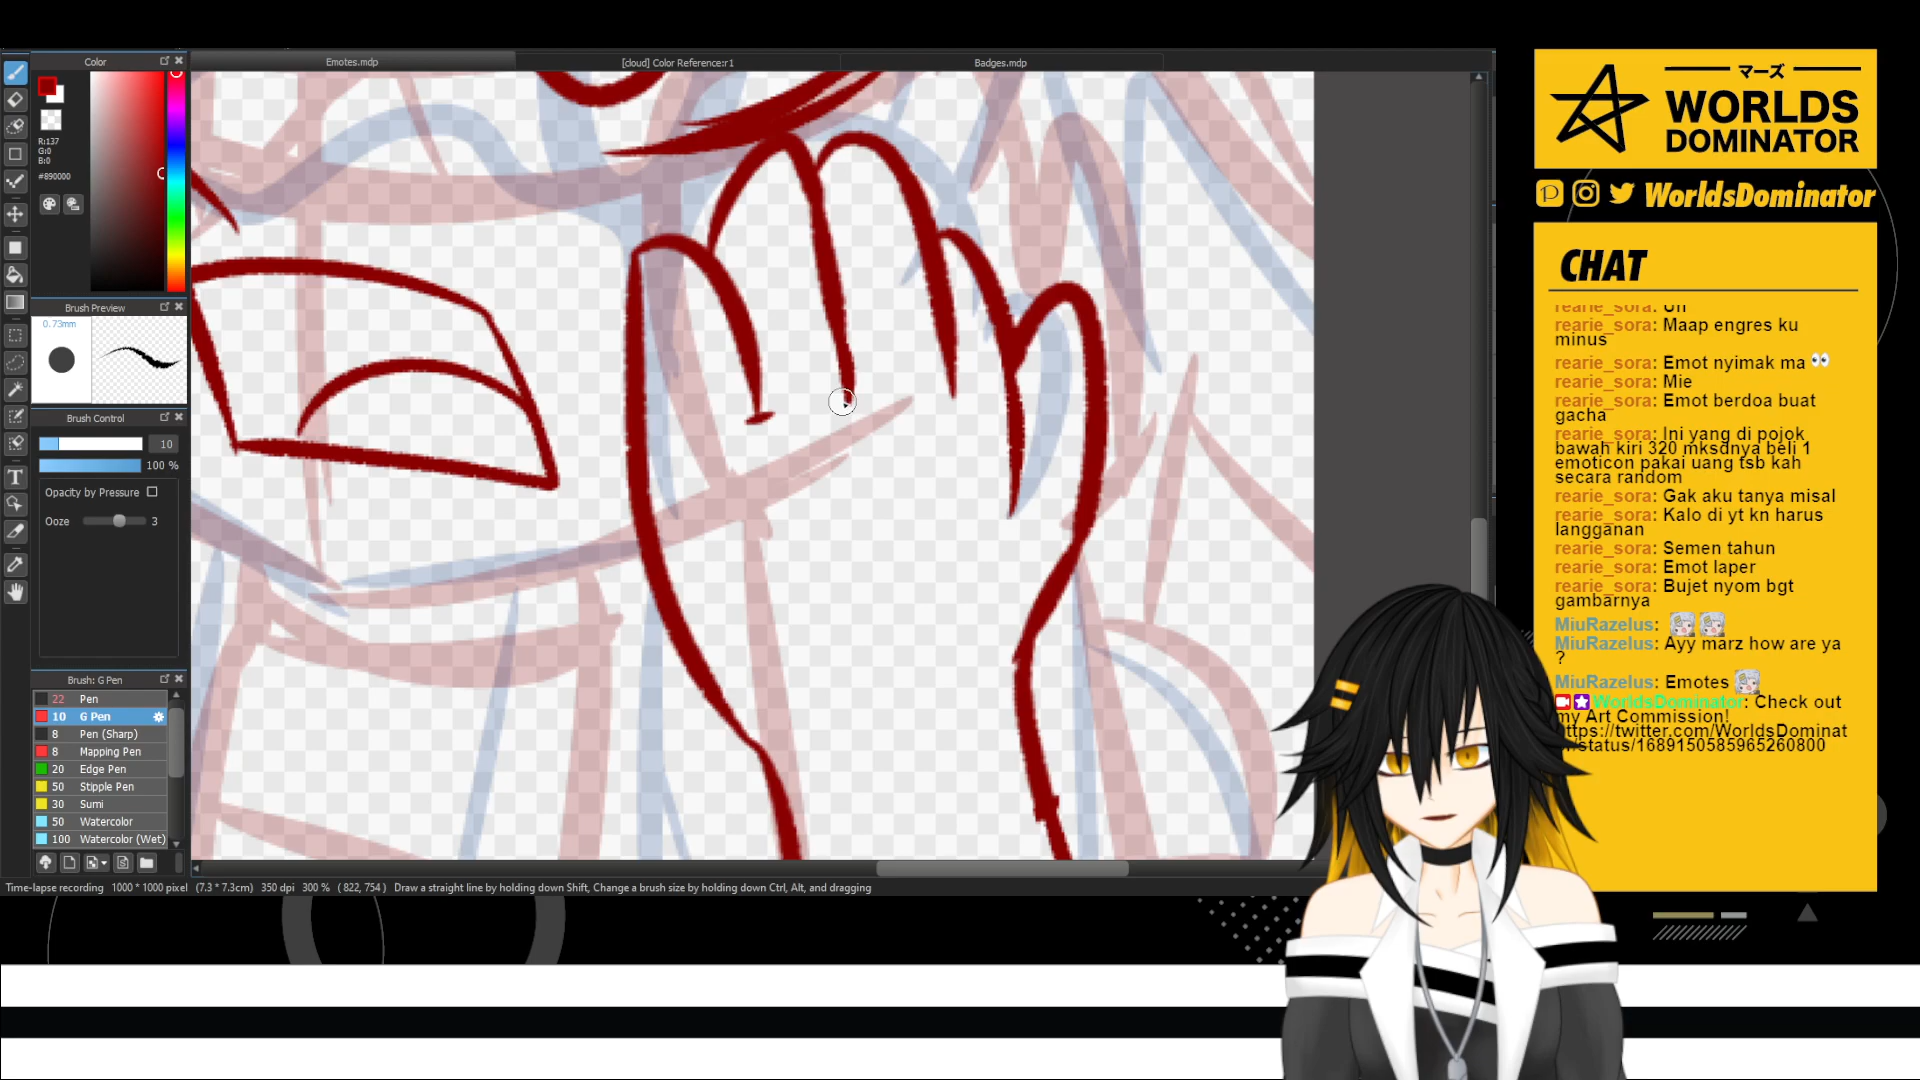 Emotes.mdp
[cloud] Color Reference:r1
Badges.mdp
Color
R:137
G:0
B:0
#890000
Brush Preview
0.73mm
Brush Control
10
100 %
Opacity by Pressure
Ooze 3
Brush: G Pen
22 Pen
10 G Pen
8 Pen (Sharp)
8 Mapping Pen
20 Edge Pen
50 Stipple Pen
30 Sumi
50 Watercolor
100 Watercolor (Wet)
Time-lapse recording 1000 * 1000 pixel (7.3 * 7.3cm) 350 dpi 300 % ( 822, 754 ) Draw a straight line by holding down Shift, Change a brush size by holding down Ctrl, Alt, and dragging
マーズ
WORLDS
DOMINATOR
WorldsDominator
CHAT
rearie_sora:
rearie_sora: Maap engres ku
minus
rearie_sora: Emot nyimak ma 👀
rearie_sora: Mie
rearie_sora: Emot berdoa buat
gacha
rearie_sora: Ini yang di pojok
bawah kiri 320 mksdnya beli 1
emoticon pakai uang tsb kah
secara random
rearie_sora: Gak aku tanya misal
rearie_sora: Kalo di yt kn harus
langganan
rearie_sora: Semen tahun
rearie_sora: Emot laper
rearie_sora: Bujet nyom bgt
gambarnya
MiuRazelus:
MiuRazelus: Ayy marz how are ya
?
MiuRazelus: Emotes
WorldsDominator: Check out
my Art Commission!
https://twitter.com/WorldsDominat
/status/1689150585965260800